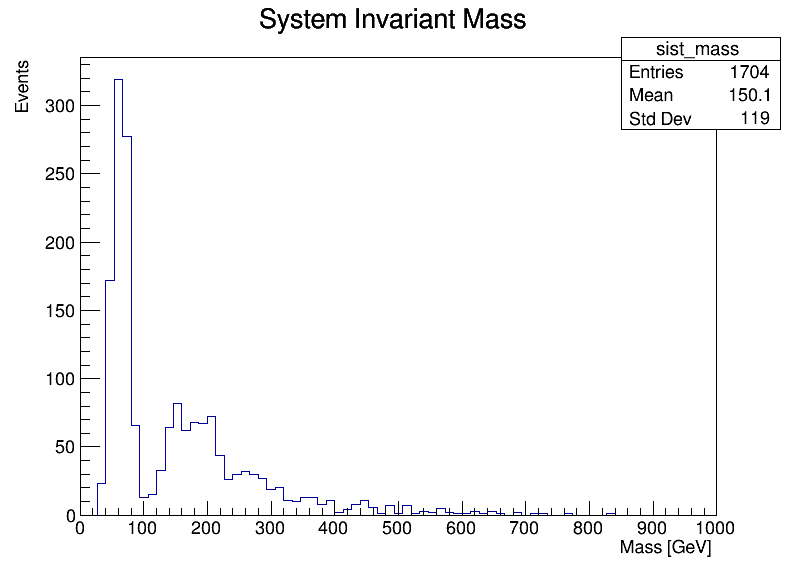 System Invariant Mass
sist_mass
Entries 1704
Mean 150.1
Std Dev 119
Events
300
250
200
150
100
50
0
0 100 200 300 400 500 600 700 800 900 1000
Mass [GeV]